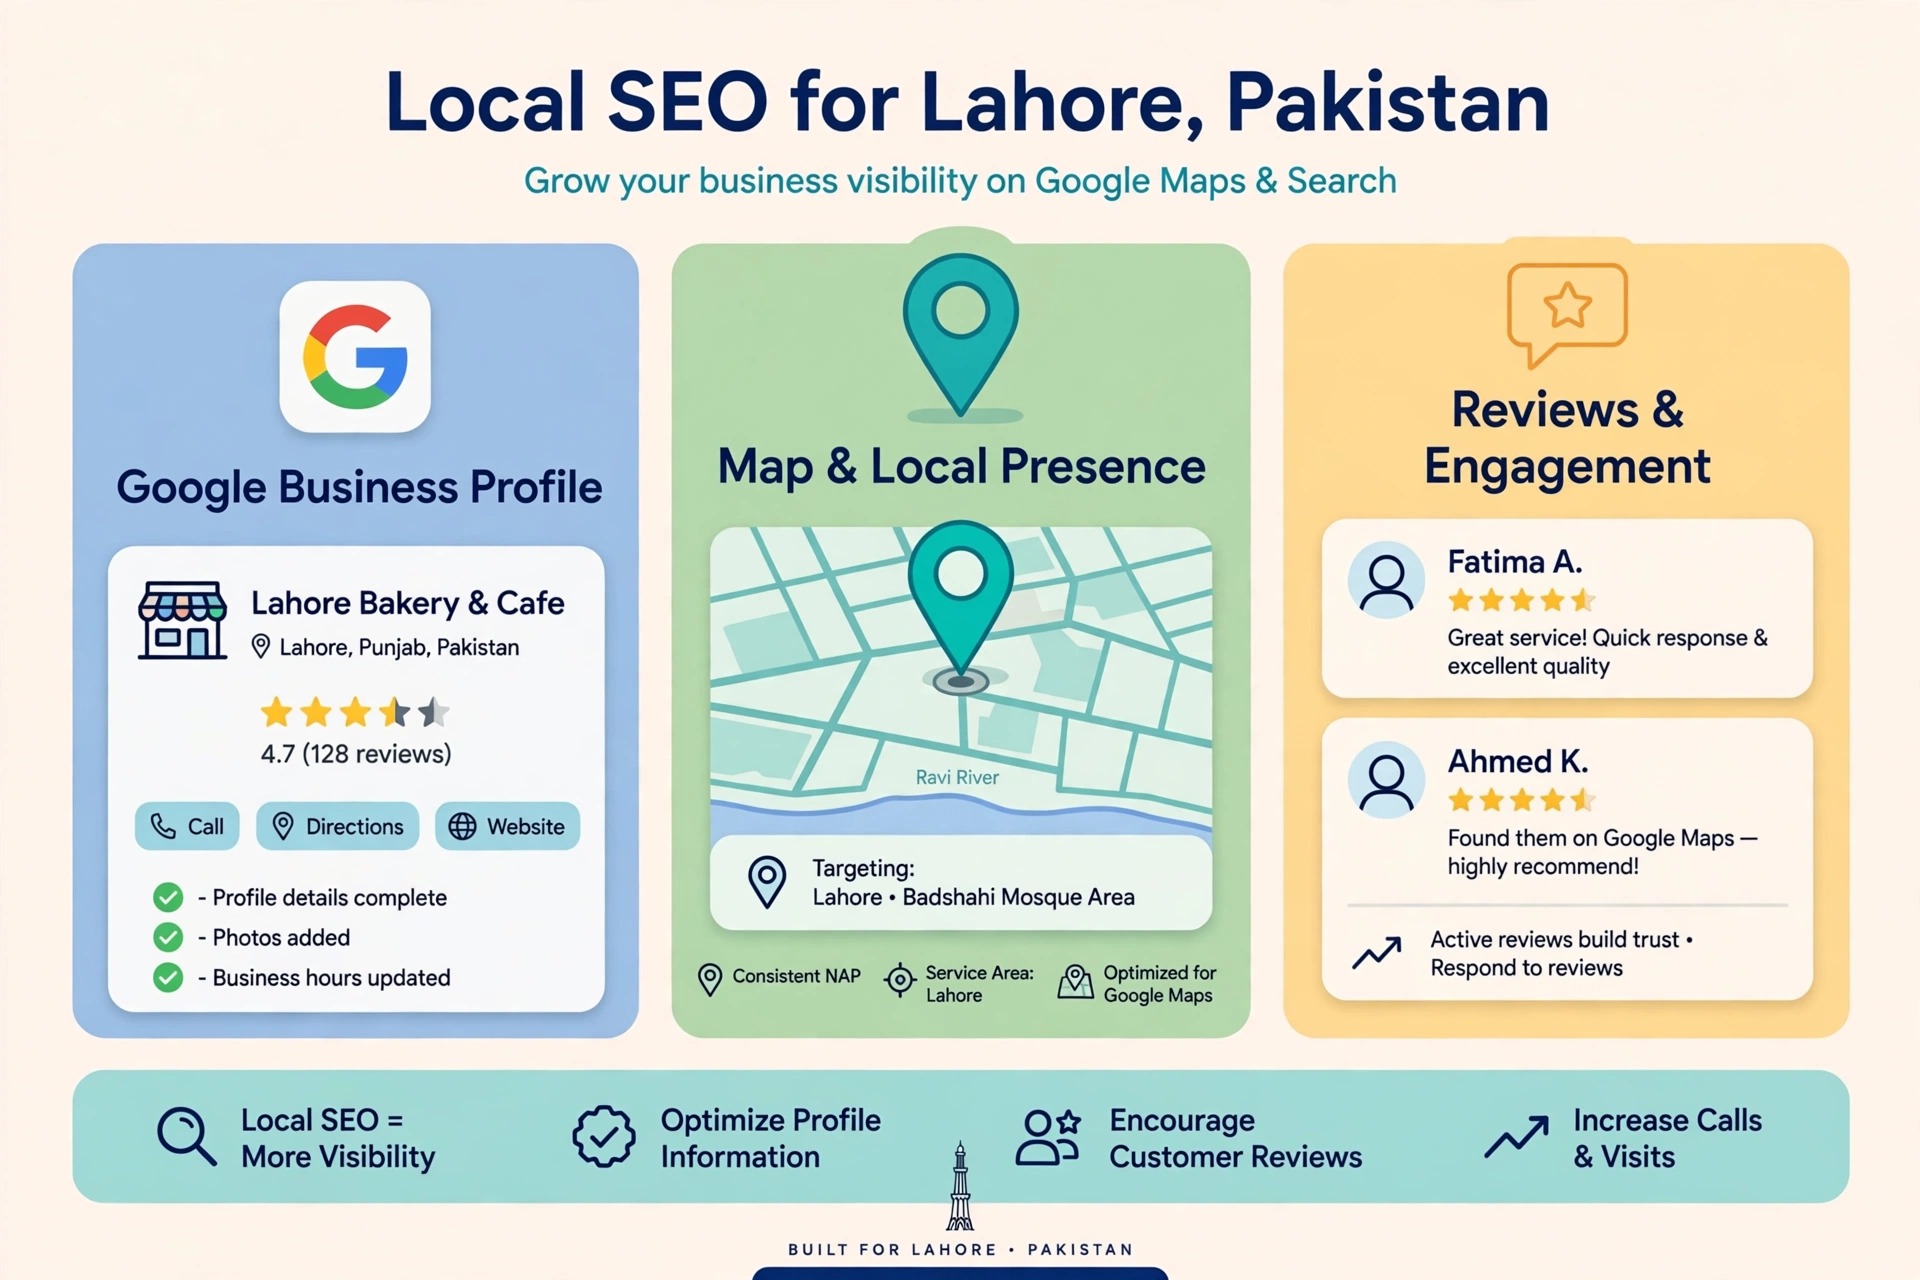 Local SEO for Lahore, Pakistan
Grow your business visibility on Google Maps & Search
Google Business Profile
Lahore Bakery & Cafe
Lahore, Punjab, Pakistan
4.7 (128 reviews)
Call
Directions
Website
- Profile details complete
- Photos added
- Business hours updated
Map & Local Presence
Ravi River
Targeting:
Lahore • Badshahi Mosque Area
Consistent NAP
Service Area:
Lahore
Optimized for
Google Maps
Reviews &
Engagement
Fatima A.
Great service! Quick response &
excellent quality
Ahmed K.
Found them on Google Maps —
highly recommend!
Active reviews build trust •
Respond to reviews
Local SEO =
More Visibility
Optimize Profile
Information
Encourage
Customer Reviews
Increase Calls
& Visits
BUILT FOR LAHORE • PAKISTAN